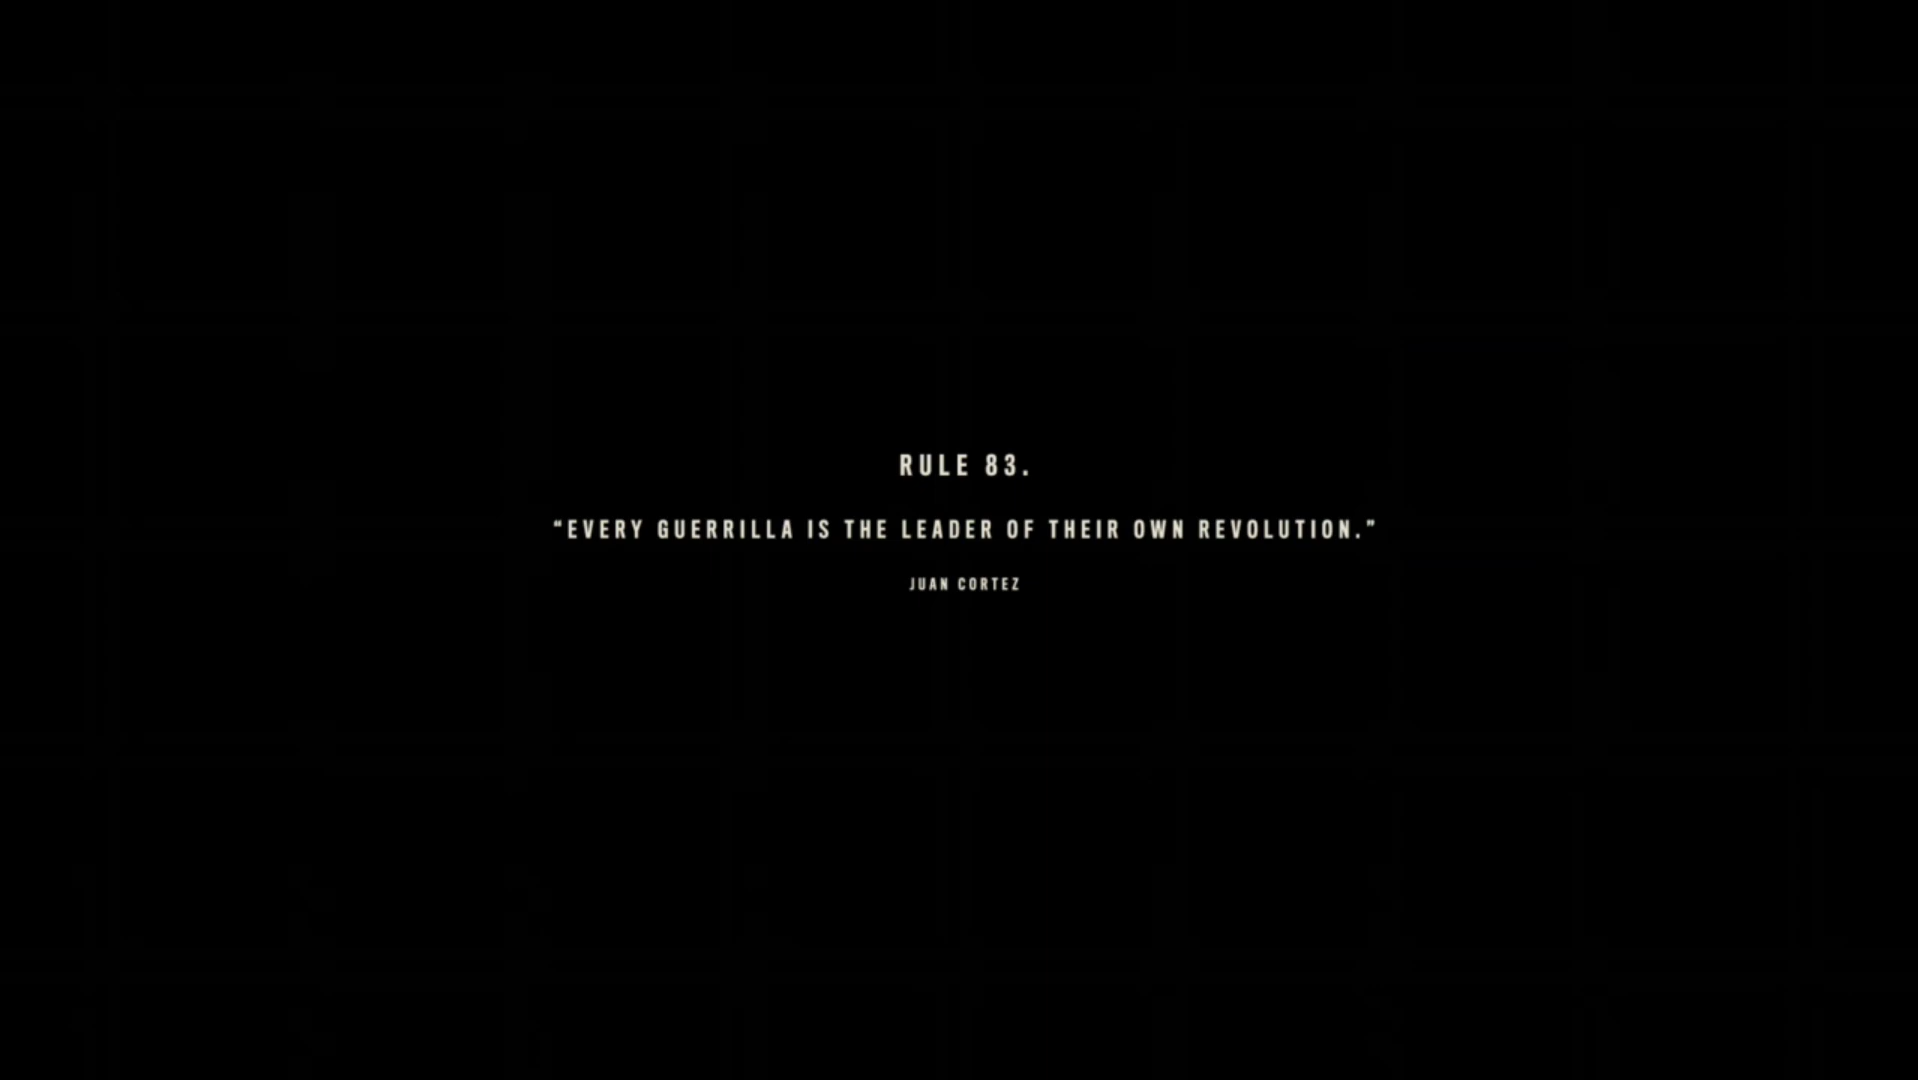 RULE 83.
“EVERY GUERRILLA IS THE LEADER OF THEIR OWN REVOLUTION.”
JUAN CORTEZ